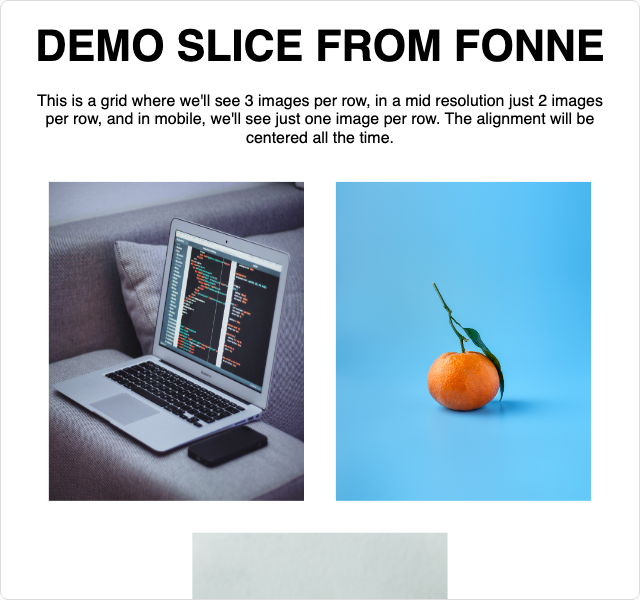 DEMO SLICE FROM FONNE
This is a grid where we'll see 3 images per row, in a mid resolution just 2 images
per row, and in mobile, we'll see just one image per row. The alignment will be
centered all the time.